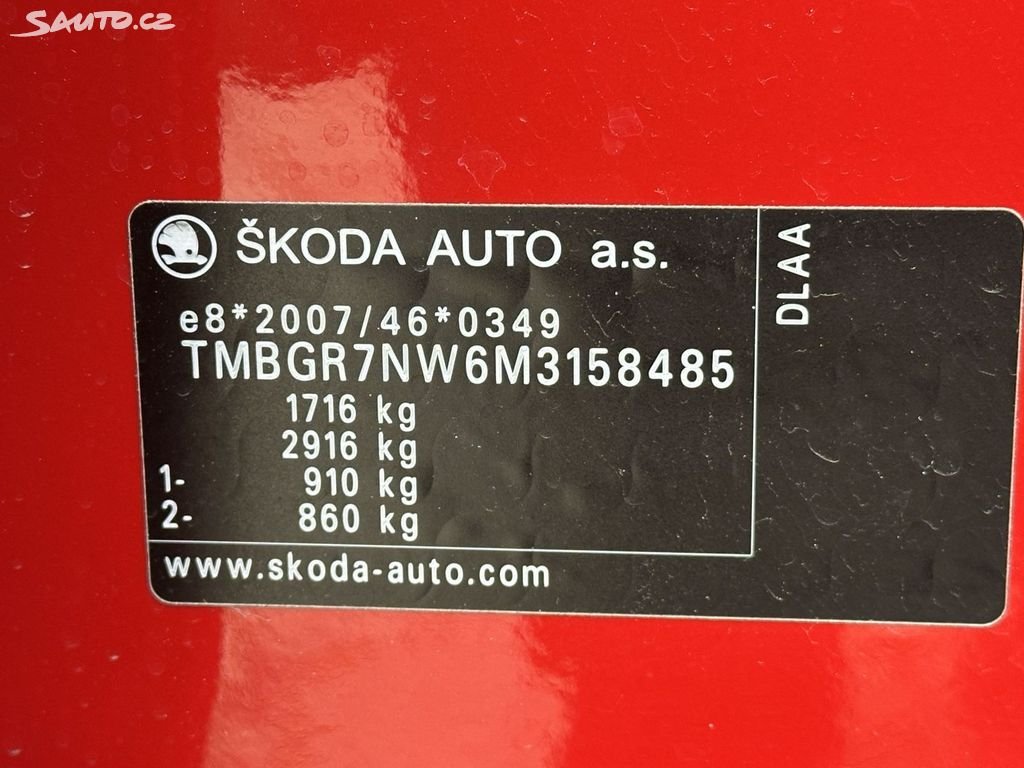 SAUTO.CZ
ŠKODA AUTO a.s.
e8*2007/46*0349
TMBGR7NW6M3158485
1716 kg
2916 kg
1- 910 kg
2- 860 kg
www.skoda-auto.com
DLAA